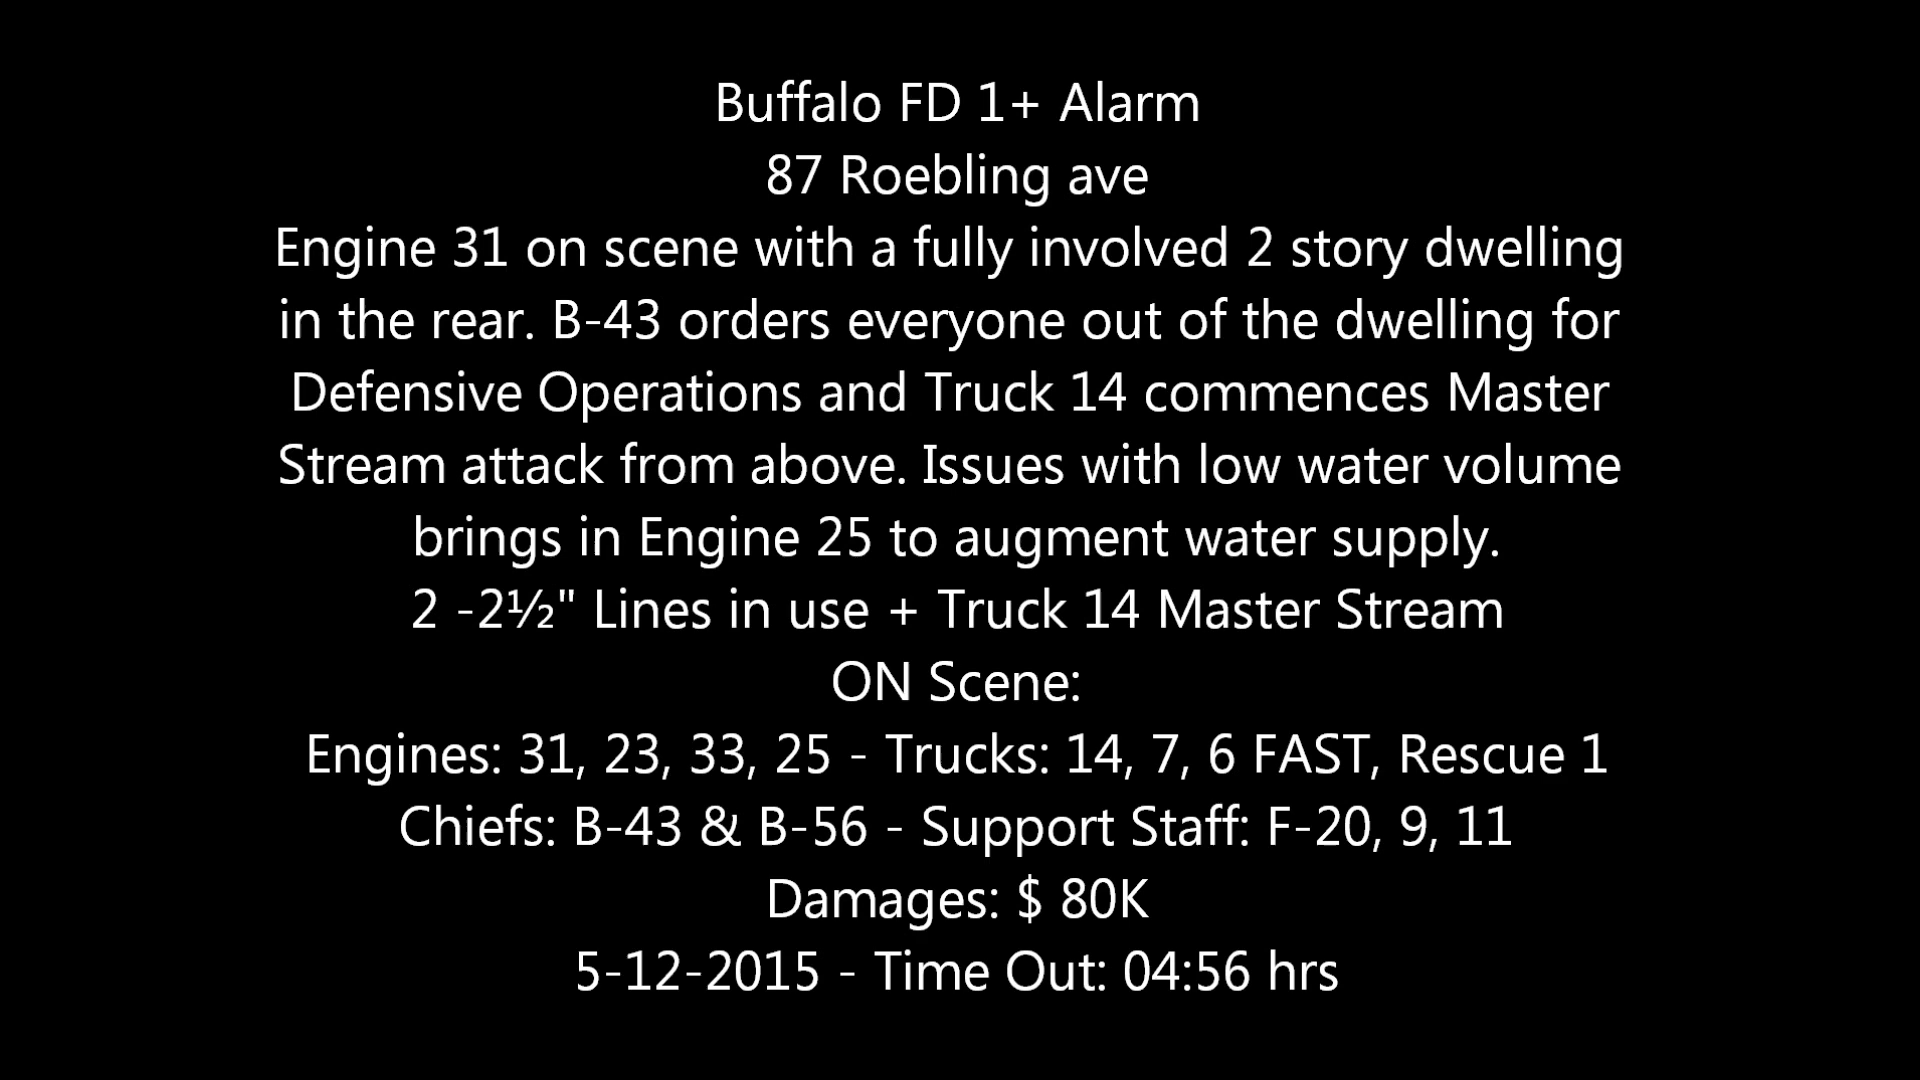 Buffalo FD 1+ Alarm
87 Roebling ave
Engine 31 on scene with a fully involved 2 story dwelling
in the rear. B-43 orders everyone out of the dwelling for
Defensive Operations and Truck 14 commences Master
Stream attack from above. Issues with low water volume
brings in Engine 25 to augment water supply.
2 -2½" Lines in use + Truck 14 Master Stream
ON Scene:
Engines: 31, 23, 33, 25 - Trucks: 14, 7, 6 FAST, Rescue 1
Chiefs: B-43 & B-56 - Support Staff: F-20, 9, 11
Damages: $ 80K
5-12-2015 - Time Out: 04:56 hrs